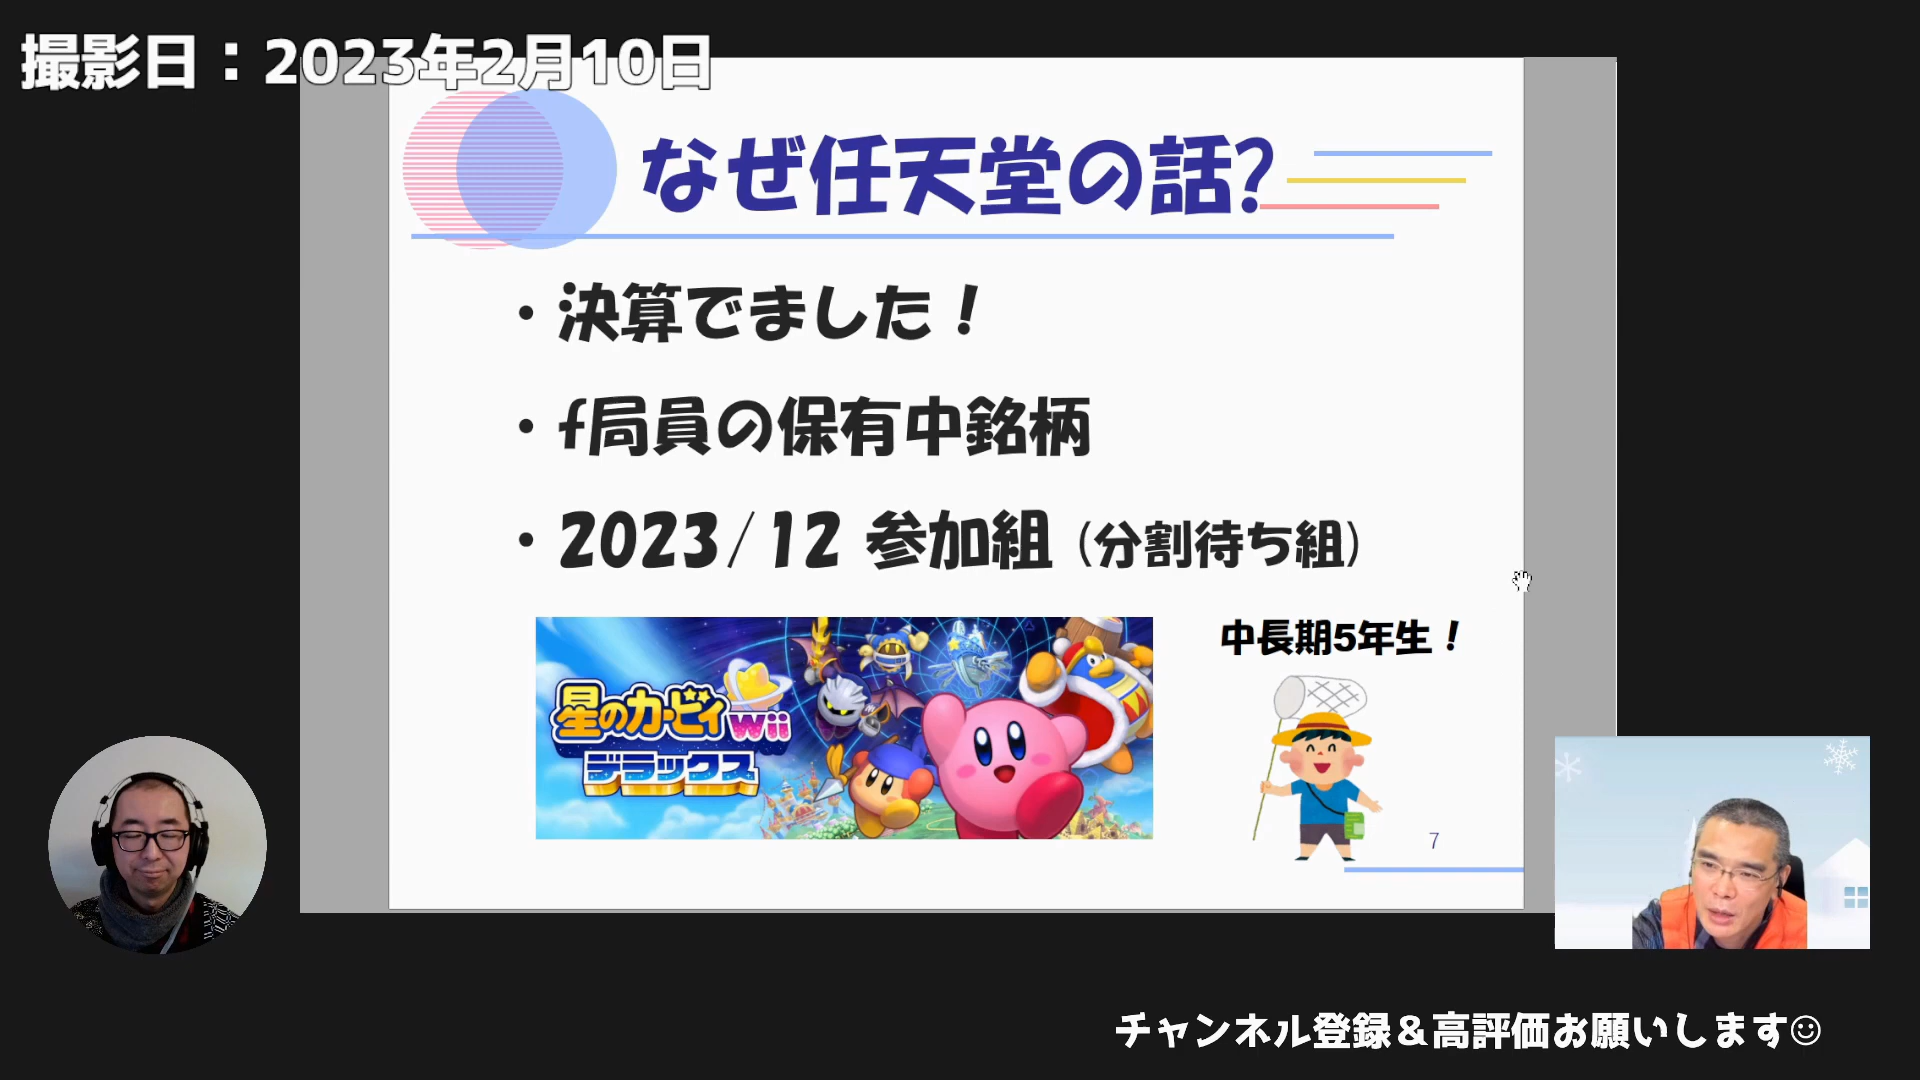 撮影日：2023年2月10日
なぜ任天堂の話?
・決算でました！
・f局員の保有中銘柄
・2023/12 参加組 (分割待ち組)
星のカービィ Wii
デラックス
中長期5年生！
7
チャンネル登録＆高評価お願いします☺